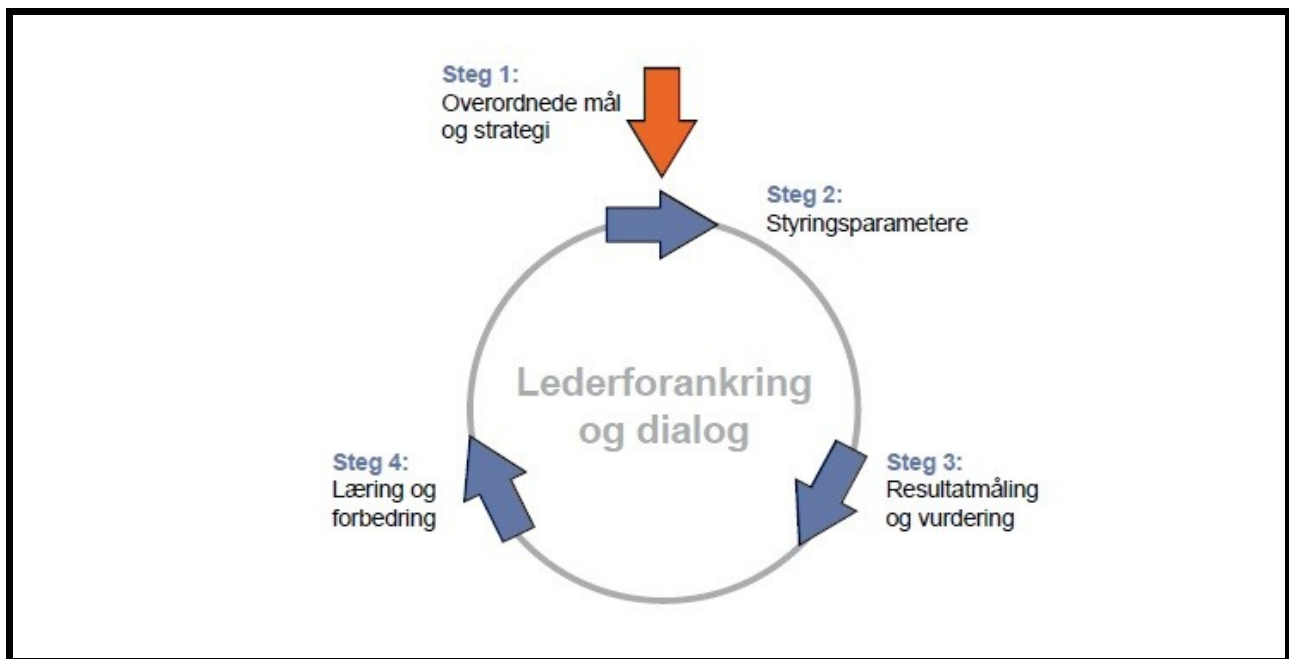 Steg 1:
Overordnede mål
og strategi
Steg 2:
Styringsparametere
Lederforankring
og dialog
Steg 3:
Resultatmåling
og vurdering
Steg 4:
Læring og
forbedring